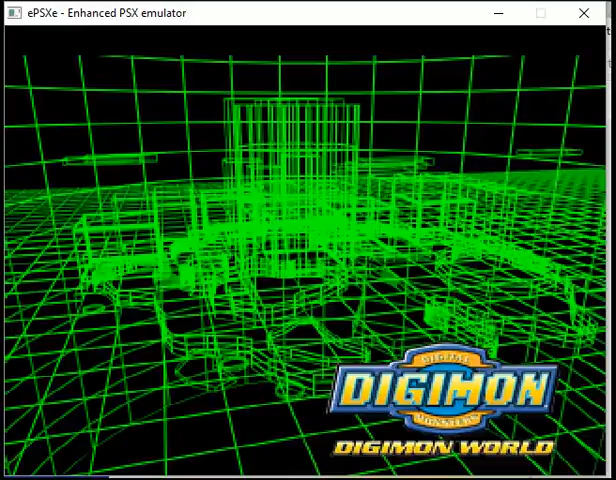 ePSXe - Enhanced PSX emulator
DIGITAL
DIGIMON
MONSTERS
DIGIMON WORLD